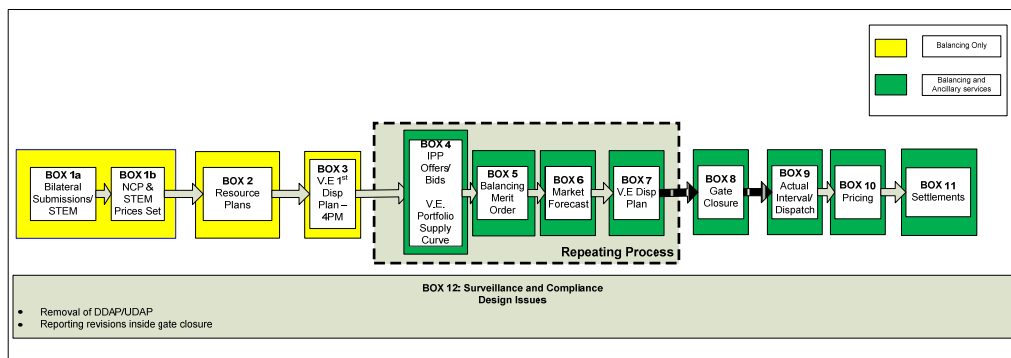 Balancing Only
Balancing and
Ancillary services
BOX 1a
Bilateral
Submissions/
STEM
BOX 1b
NCP &
STEM
Prices Set
BOX 2
Resource
Plans
BOX 3
V.E 1st
Disp
Plan –
4PM
BOX 4
IPP
Offers/
Bids
V.E.
Portfolio
Supply
Curve
BOX 5
Balancing
Merit
Order
BOX 6
Market
Forecast
BOX 7
V.E Disp
Plan
BOX 8
Gate
Closure
BOX 9
Actual
Interval/
Dispatch
BOX 10
Pricing
BOX 11
Settlements
Repeating Process
BOX 12: Surveillance and Compliance
Design Issues
• Removal of DDAP/UDAP
• Reporting revisions inside gate closure